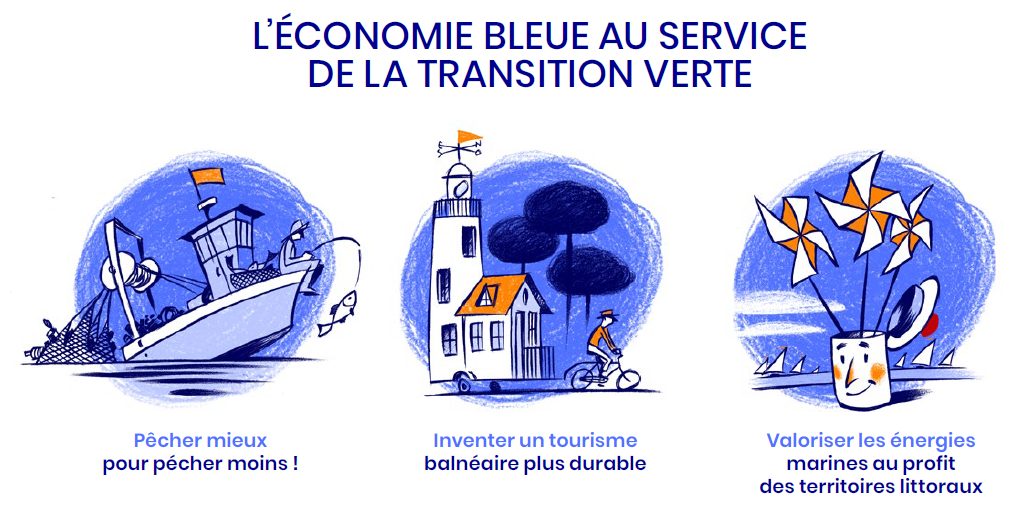 L'ÉCONOMIE BLEUE AU SERVICE
DE LA TRANSITION VERTE
Pêcher mieux
pour pécher moins !
Inventer un tourisme
balnéaire plus durable
Valoriser les énergies
marines au profit
des territoires littoraux